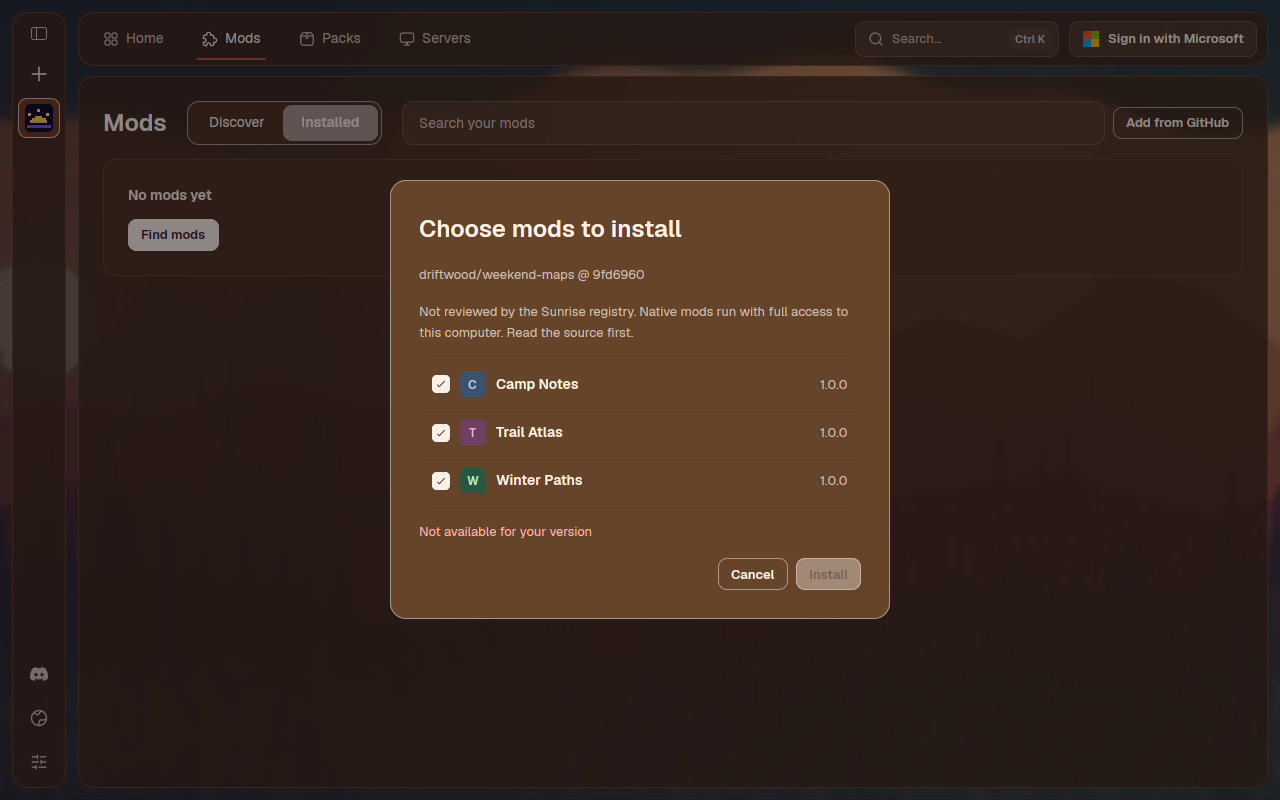 Home
Mods
Packs
Servers
Search...
Ctrl K
Sign in with Microsoft
Mods
Discover
Installed
Search your mods
Add from GitHub
No mods yet
Find mods
Choose mods to install
driftwood/weekend-maps @ 9fd6960
Not reviewed by the Sunrise registry. Native mods run with full access to
this computer. Read the source first.
C Camp Notes 1.0.0
T Trail Atlas 1.0.0
W Winter Paths 1.0.0
Not available for your version
Cancel
Install